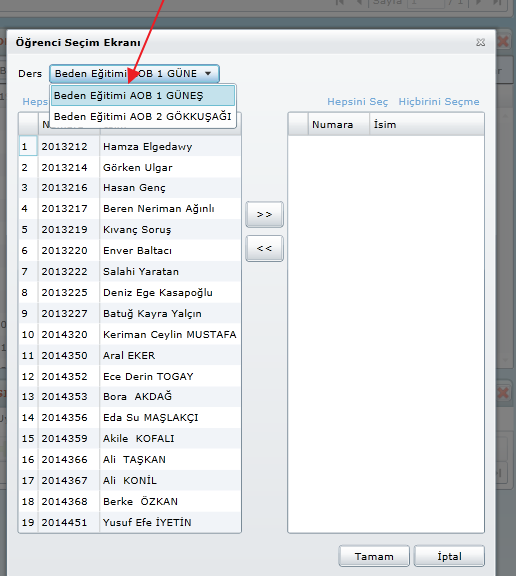 Sayfa 1 / 1
Öğrenci Seçim Ekranı
Ders Beden Eğitimi AOB 1 GÜNE
Beden Eğitimi AOB 1 GÜNEŞ
Beden Eğitimi AOB 2 GÖKKUŞAĞI
Hepsini Seç Hiçbirini Seçme
Numara İsim
1 2013212 Hamza Elgedawy
2 2013214 Görken Ulgar
3 2013216 Hasan Genç
4 2013217 Beren Neriman Ağınlı
5 2013219 Kıvanç Soruş
6 2013220 Enver Baltacı
7 2013222 Salahi Yaratan
8 2013225 Deniz Ege Kasapoğlu
9 2013227 Batuğ Kayra Yalçın
10 2014320 Keriman Ceylin MUSTAFA
11 2014350 Aral EKER
12 2014352 Ece Derin TOGAY
13 2014353 Bora AKDAĞ
14 2014356 Eda Su MAŞLAKÇİ
15 2014359 Akile KOFALI
16 2014366 Ali TAŞKAN
17 2014367 Ali KONİL
18 2014368 Berke ÖZKAN
19 2014451 Yusuf Efe İYETİN
>>
<<
Tamam İptal